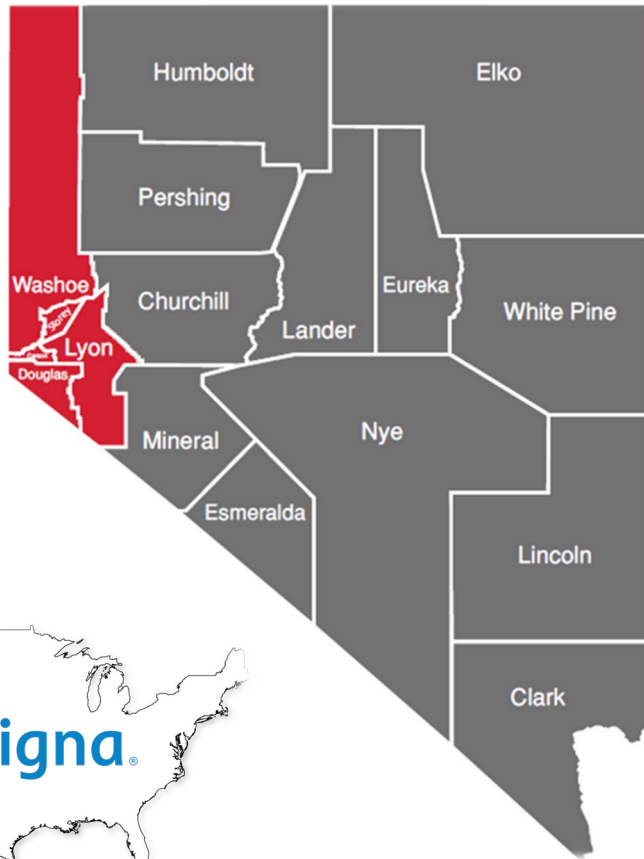 Humboldt
Elko
Pershing
Washoe
Churchill
Eureka
White Pine
Storey
Lander
Lyon
Carson
Douglas
Nye
Mineral
Esmeralda
Lincoln
Clark
igna®